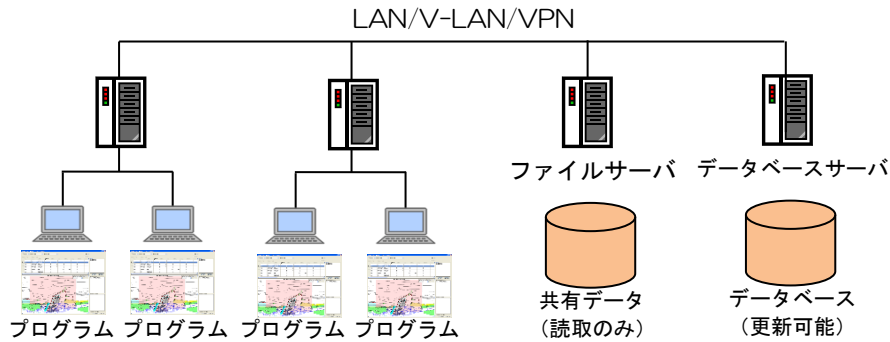 LAN/V-LAN/VPN
ファイルサーバ
データベースサーバ
プログラム
プログラム
プログラム
プログラム
共有データ
（読取のみ）
データベース
（更新可能）